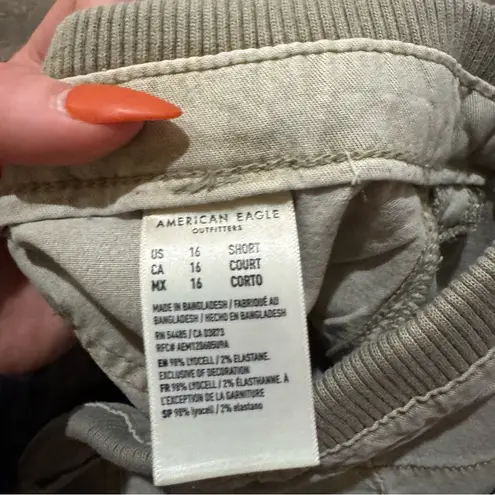 AMERICAN EAGLE
OUTFITTERS
US 16 SHORT
CA 16 COURT
MX 16 CORTO
MADE IN BANGLADESH / FABRIQUÉ AU
BANGLADESH / HECHO EN BANGLADESH
RN 54485 / CA 03873
RFC# AEM120605U9A
EN 98% LYOCELL / 2% ELASTANE.
EXCLUSIVE OF DECORATION
FR 98% LYOCELL / 2% ÉLASTHANNE. À
L'EXCEPTION DE LA GARNITURE
SP 98% lyocell / 2% elastano